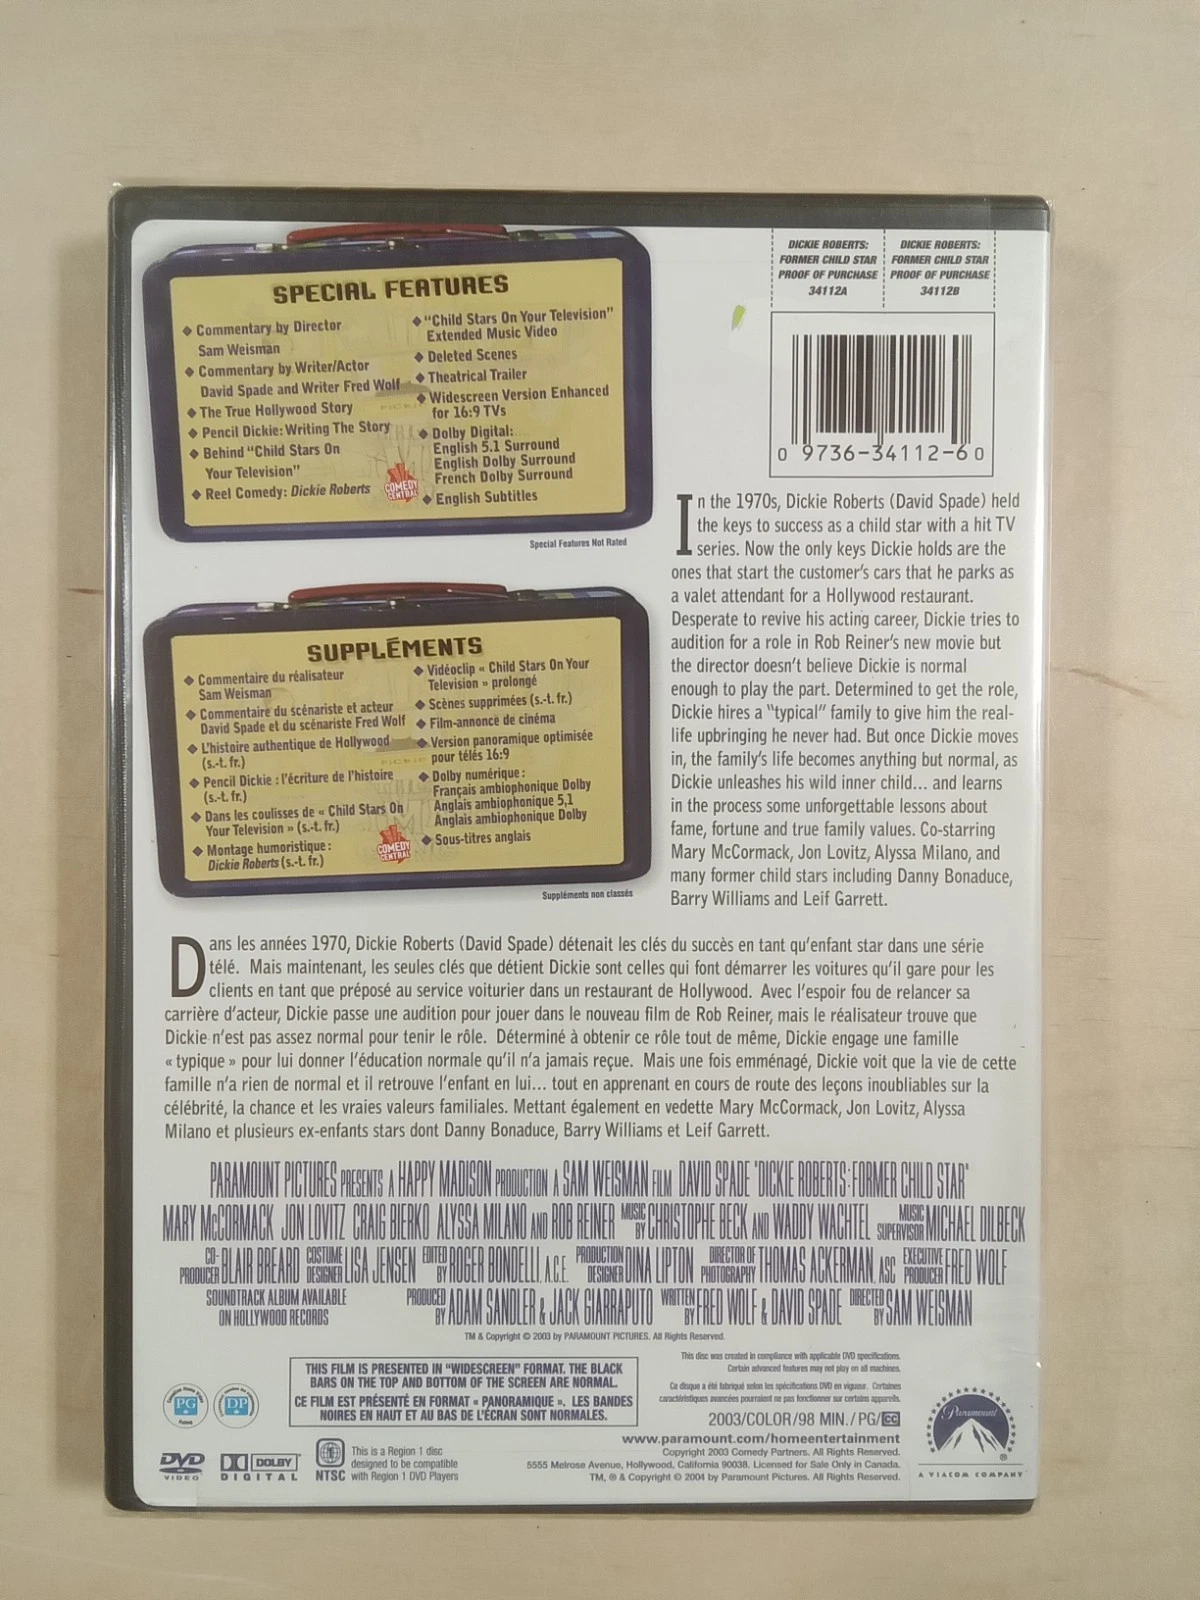 SPECIAL FEATURES
◆ Commentary by Director
Sam Weisman
◆ Commentary by Writer/Actor
David Spade and Writer Fred Wolf
◆ The True Hollywood Story
◆ Pencil Dickie: Writing The Story
◆ Behind "Child Stars On
Your Television"
◆ Reel Comedy: Dickie Roberts
COMEDY
CENTRAL
◆ "Child Stars On Your Television"
Extended Music Video
◆ Deleted Scenes
◆ Theatrical Trailer
◆ Widescreen Version Enhanced
for 16:9 TVs
◆ Dolby Digital:
English 5.1 Surround
English Dolby Surround
French Dolby Surround
◆ English Subtitles
Special Features Not Rated
DICKIE ROBERTS:
FORMER CHILD STAR
PROOF OF PURCHASE
34112A
DICKIE ROBERTS:
FORMER CHILD STAR
PROOF OF PURCHASE
34112B
0 9736-34112-6 0
SUPPLÉMENTS
◆ Commentaire du réalisateur
Sam Weisman
◆ Commentaire du scénariste et acteur
David Spade et du scénariste Fred Wolf
◆ L'histoire authentique de Hollywood
(s.-t. fr.)
◆ Pencil Dickie : l'écriture de l'histoire
(s.-t. fr.)
◆ Dans les coulisses de « Child Stars On
Your Television » (s.-t. fr.)
◆ Montage humoristique :
Dickie Roberts (s.-t. fr.)
COMEDY
CENTRAL
◆ Vidéoclip « Child Stars On Your
Television » prolongé
◆ Scènes supprimées (s.-t. fr.)
◆ Film-annonce de cinéma
◆ Version panoramique optimisée
pour télés 16:9
◆ Dolby numérique :
Français ambiophonique Dolby
Anglais ambiophonique 5,1
Anglais ambiophonique Dolby
◆ Sous-titres anglais
Suppléments non classés
In the 1970s, Dickie Roberts (David Spade) held
the keys to success as a child star with a hit TV
series. Now the only keys Dickie holds are the
ones that start the customer's cars that he parks as
a valet attendant for a Hollywood restaurant.
Desperate to revive his acting career, Dickie tries to
audition for a role in Rob Reiner's new movie but
the director doesn't believe Dickie is normal
enough to play the part. Determined to get the role,
Dickie hires a "typical" family to give him the real-
life upbringing he never had. But once Dickie moves
in, the family's life becomes anything but normal, as
Dickie unleashes his wild inner child... and learns
in the process some unforgettable lessons about
fame, fortune and true family values. Co-starring
Mary McCormack, Jon Lovitz, Alyssa Milano, and
many former child stars including Danny Bonaduce,
Barry Williams and Leif Garrett.
Dans les années 1970, Dickie Roberts (David Spade) détenait les clés du succès en tant qu'enfant star dans une série
télé. Mais maintenant, les seules clés que détient Dickie sont celles qui font démarrer les voitures qu'il gare pour les
clients en tant que préposé au service voiturier dans un restaurant de Hollywood. Avec l'espoir fou de relancer sa
carrière d'acteur, Dickie passe une audition pour jouer dans le nouveau film de Rob Reiner, mais le réalisateur trouve que
Dickie n'est pas assez normal pour tenir le rôle. Déterminé à obtenir ce rôle tout de même, Dickie engage une famille
« typique » pour lui donner l'éducation normale qu'il n'a jamais reçue. Mais une fois emménagé, Dickie voit que la vie de cette
famille n'a rien de normal et il retrouve l'enfant en lui... tout en apprenant en cours de route des leçons inoubliables sur la
célébrité, la chance et les vraies valeurs familiales. Mettant également en vedette Mary McCormack, Jon Lovitz, Alyssa
Milano et plusieurs ex-enfants stars dont Danny Bonaduce, Barry Williams et Leif Garrett.
PARAMOUNT PICTURES PRESENTS A HAPPY MADISON PRODUCTION A SAM WEISMAN FILM DAVID SPADE "DICKIE ROBERTS: FORMER CHILD STAR"
MARY McCORMACK JON LOVITZ CRAIG BIERKO ALYSSA MILANO AND ROB REINER MUSIC BY CHRISTOPHE BECK AND WADDY WACHTEL MUSIC SUPERVISOR MICHAEL DILBECK
CO-PRODUCER BLAIR BREARD COSTUME DESIGNER LISA JENSEN EDITED BY ROGER BONDELLI, A.C.E. PRODUCTION DESIGNER DINA LIPTON DIRECTOR OF PHOTOGRAPHY THOMAS ACKERMAN, ASC EXECUTIVE PRODUCER FRED WOLF
SOUNDTRACK ALBUM AVAILABLE
ON HOLLYWOOD RECORDS
PRODUCED BY ADAM SANDLER & JACK GIARRAPUTO WRITTEN BY FRED WOLF & DAVID SPADE DIRECTED BY SAM WEISMAN
TM & Copyright © 2003 by PARAMOUNT PICTURES. All Rights Reserved.
PG
DP
THIS FILM IS PRESENTED IN "WIDESCREEN" FORMAT. THE BLACK
BARS ON THE TOP AND BOTTOM OF THE SCREEN ARE NORMAL.
CE FILM EST PRÉSENTÉ EN FORMAT « PANORAMIQUE ». LES BANDES
NOIRES EN HAUT ET AU BAS DE L'ÉCRAN SONT NORMALES.
This disc was created in compliance with applicable DVD specifications.
Certain advanced features may not play on all machines.
Ce disque a été fabriqué selon les spécifications DVD en vigueur. Certaines
caractéristiques avancées pourraient ne pas fonctionner sur certains appareils.
2003/COLOR/98 MIN./PG/CC
www.paramount.com/homeentertainment
Copyright 2003 Comedy Partners. All Rights Reserved.
5555 Melrose Avenue, Hollywood, California 90038. Licensed for Sale Only in Canada.
TM, ® & Copyright © 2004 by Paramount Pictures. All Rights Reserved.
DVD
VIDEO
DOLBY
DIGITAL
1
NTSC
This is a Region 1 disc
designed to be compatible
with Region 1 DVD Players
Paramount
®
A VIACOM COMPANY